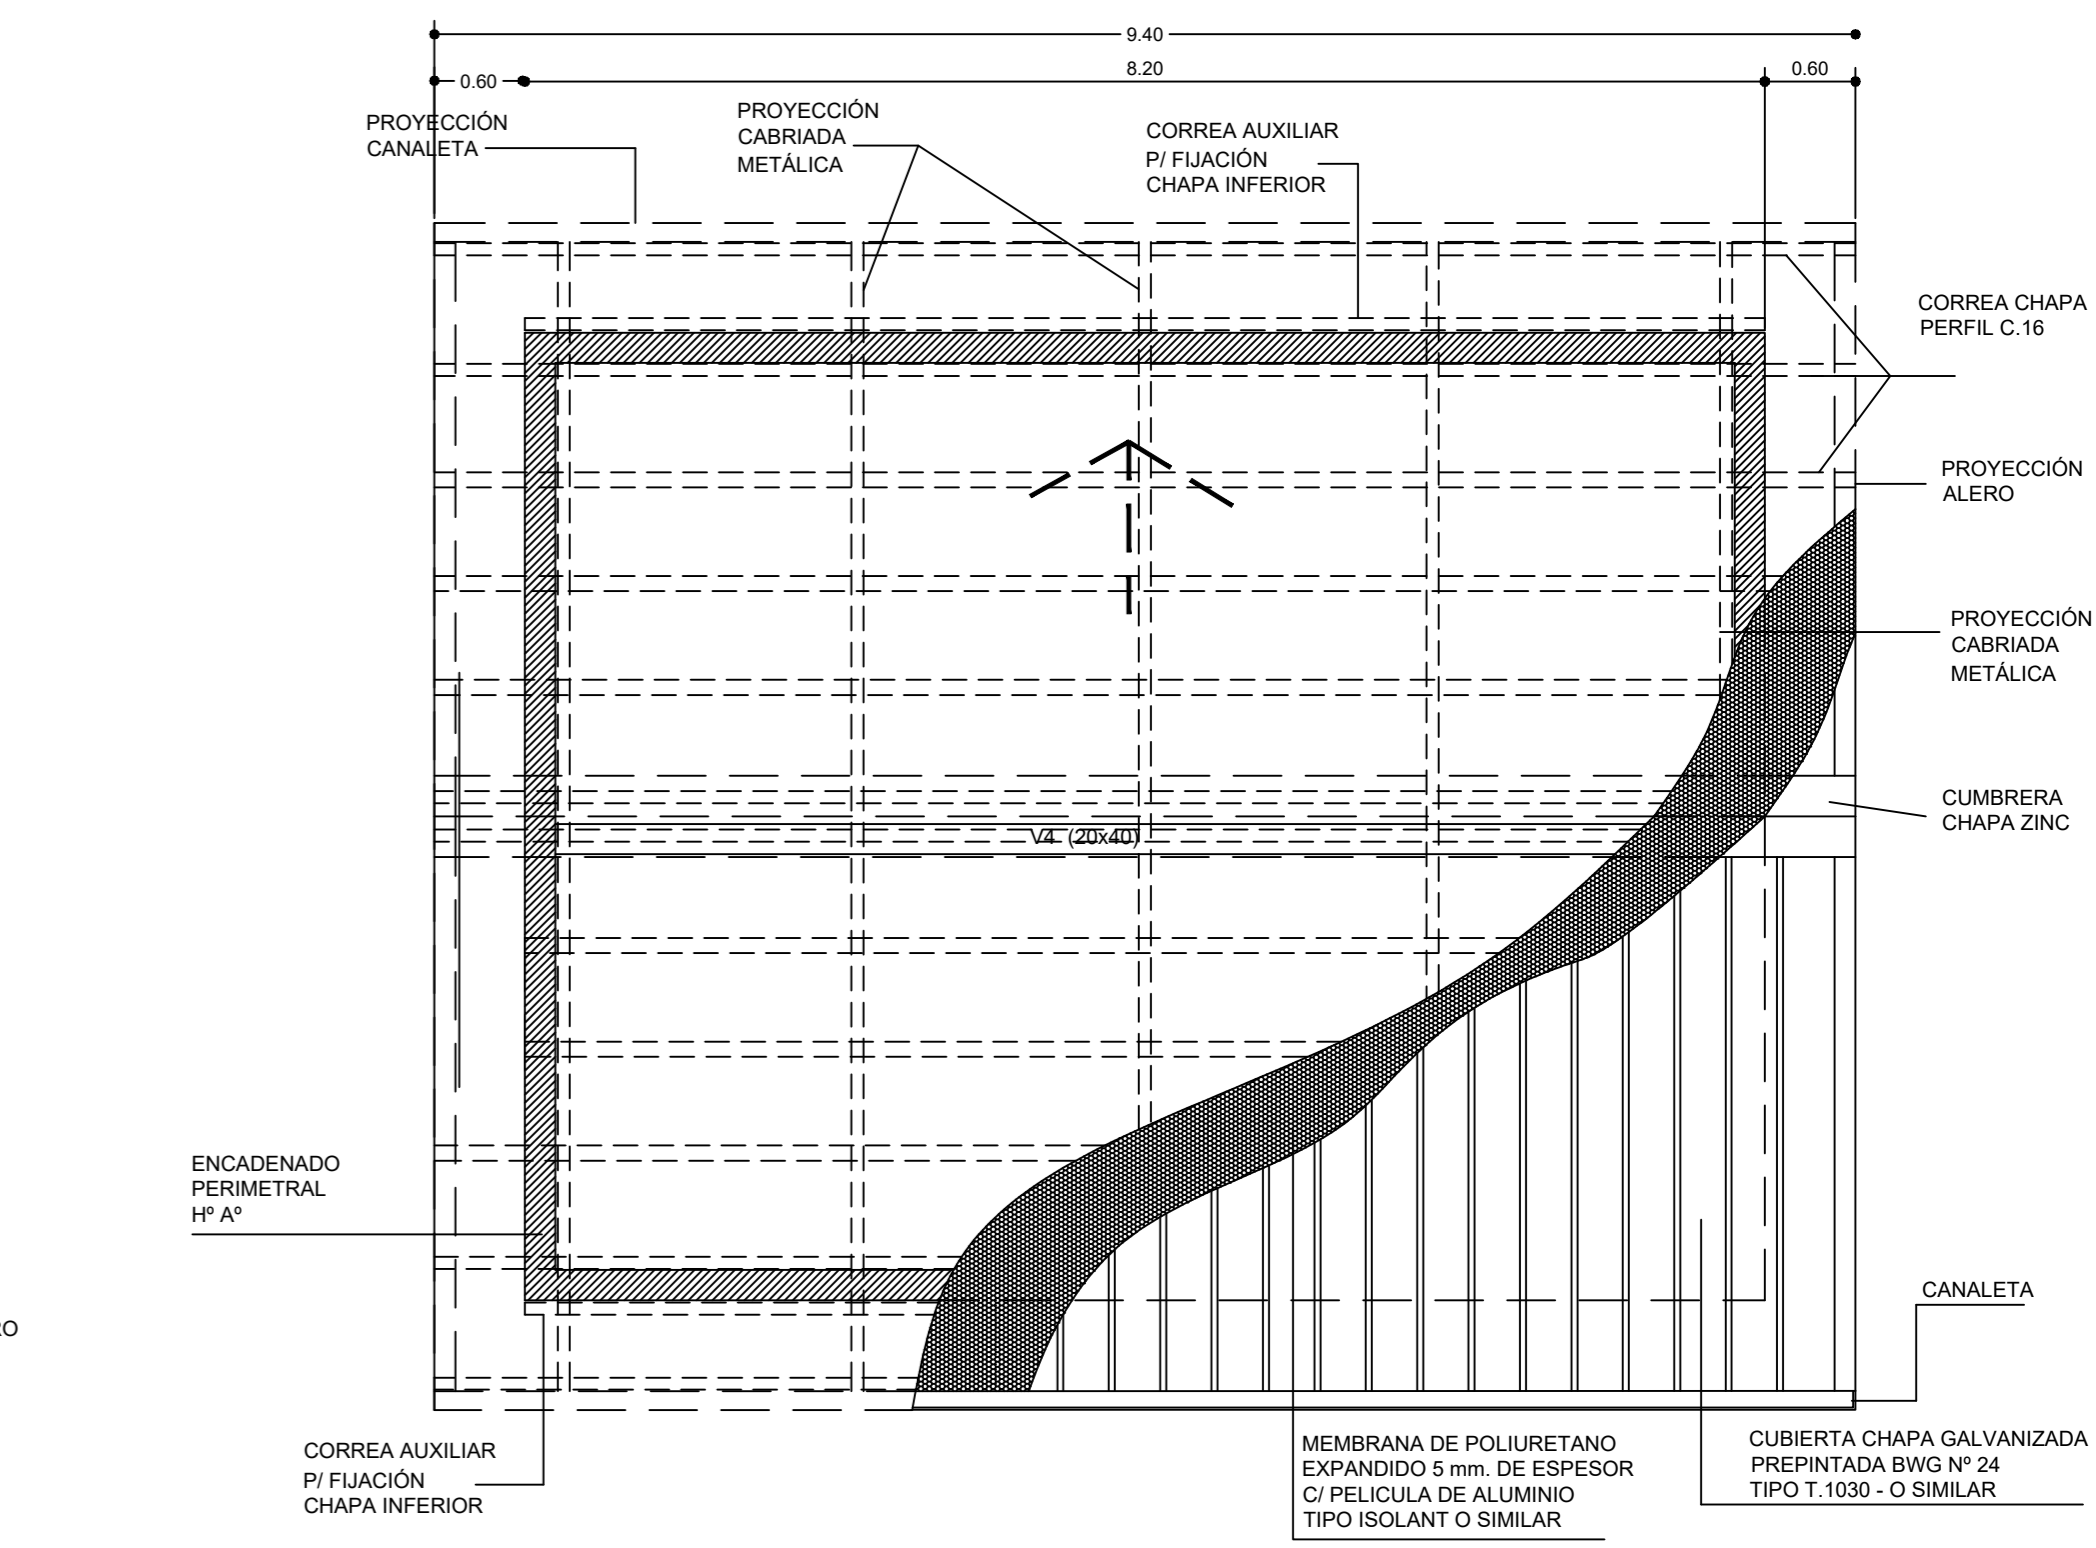 9.40
0.60
8.20
0.60
PROYECCIÓN
CANALETA
PROYECCIÓN
CABRIADA
METÁLICA
CORREA AUXILIAR
P/ FIJACIÓN
CHAPA INFERIOR
CORREA CHAPA
PERFIL C.16
PROYECCIÓN
ALERO
PROYECCIÓN
CABRIADA
METÁLICA
CUMBRERA
CHAPA ZINC
V4 (20x40)
ENCADENADO
PERIMETRAL
Hº Aº
CANALETA
RO
CORREA AUXILIAR
P/ FIJACIÓN
CHAPA INFERIOR
MEMBRANA DE POLIURETANO
EXPANDIDO 5 mm. DE ESPESOR
C/ PELICULA DE ALUMINIO
TIPO ISOLANT O SIMILAR
CUBIERTA CHAPA GALVANIZADA
PREPINTADA BWG Nº 24
TIPO T.1030 - O SIMILAR